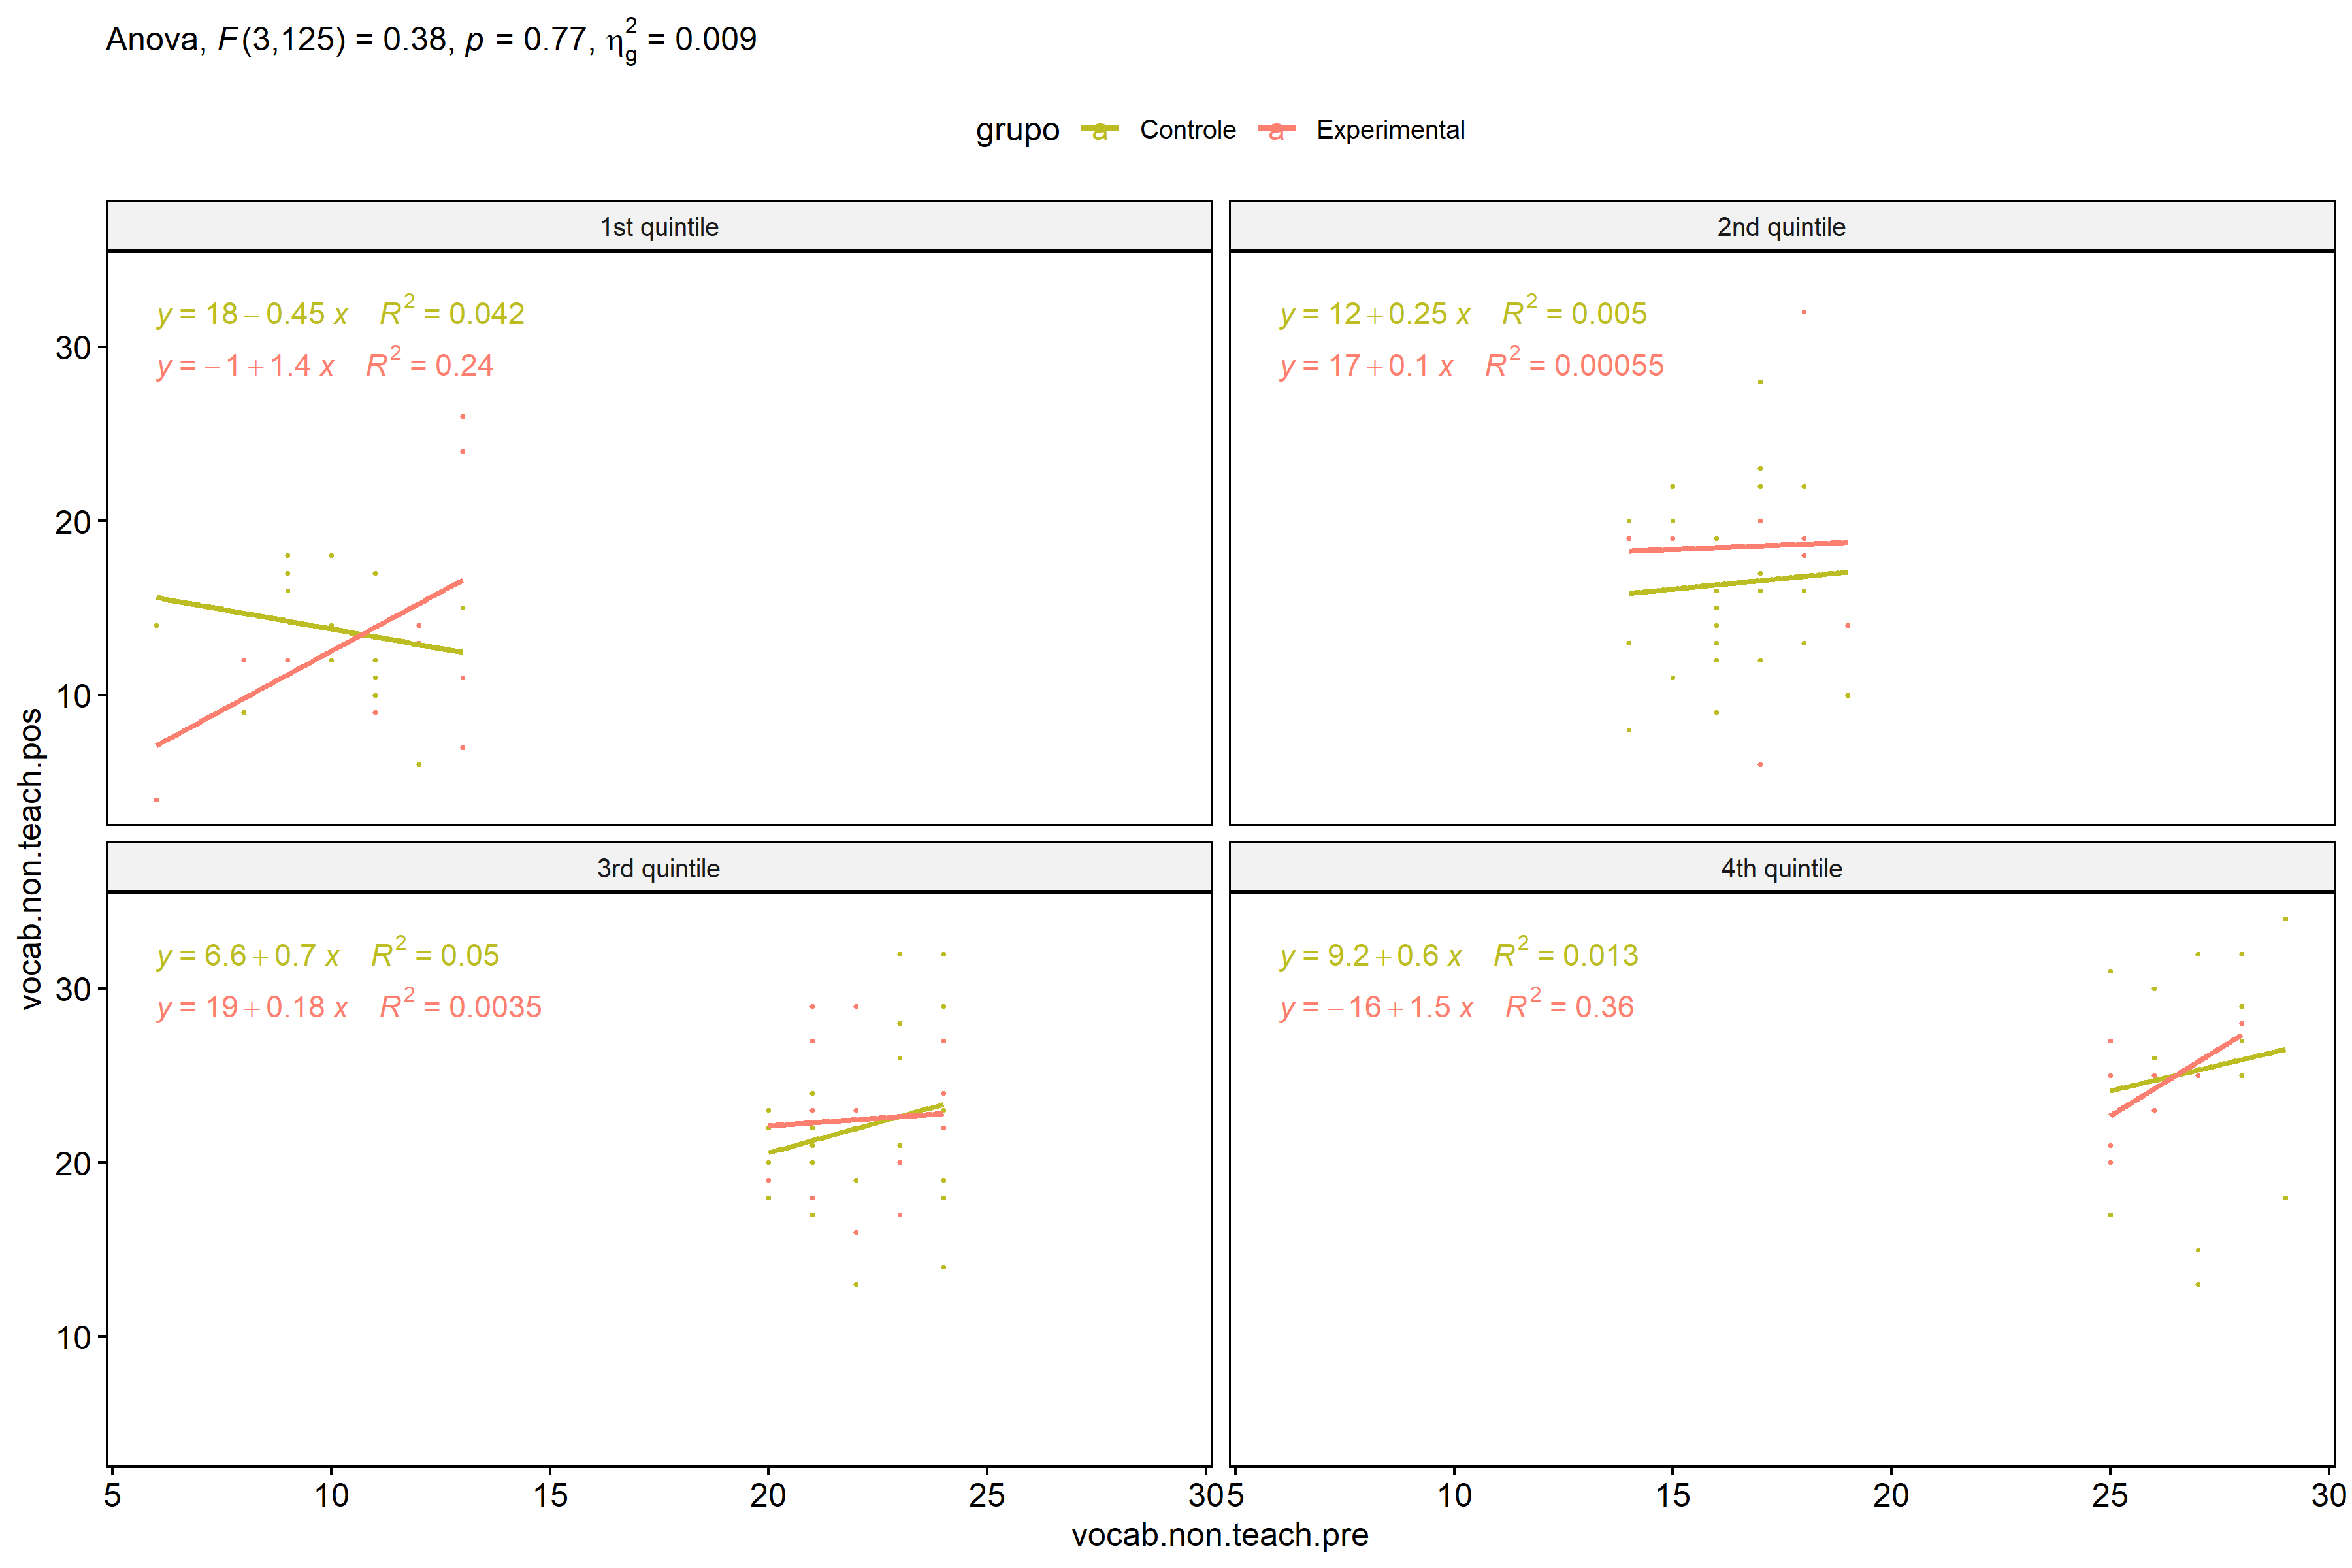 Anova, F(3,125) = 0.38, p = 0.77, η²g = 0.009
grupo a Controle a Experimental
1st quintile
2nd quintile
y = 18 − 0.45 x R² = 0.042
y = −1 + 1.4 x R² = 0.24
y = 12 + 0.25 x R² = 0.005
y = 17 + 0.1 x R² = 0.00055
30
20
10
3rd quintile
4th quintile
y = 6.6 + 0.7 x R² = 0.05
y = 19 + 0.18 x R² = 0.0035
y = 9.2 + 0.6 x R² = 0.013
y = −16 + 1.5 x R² = 0.36
30
20
10
vocab.non.teach.pos
5 10 15 20 25 30 5 10 15 20 25 30
vocab.non.teach.pre